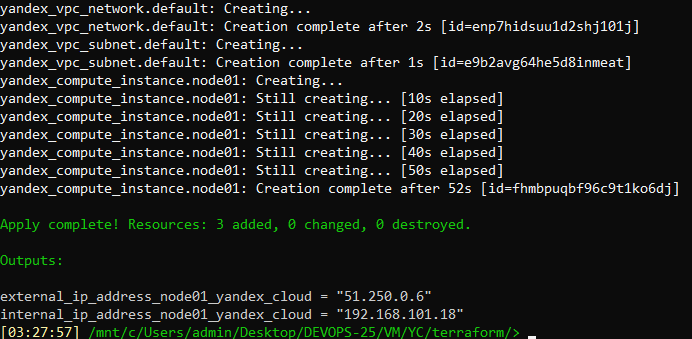 yandex_vpc_network.default: Creating...
yandex_vpc_network.default: Creation complete after 2s [id=enp7hidsuu1d2shj101j]
yandex_vpc_subnet.default: Creating...
yandex_vpc_subnet.default: Creation complete after 1s [id=e9b2avg64he5d8inmeat]
yandex_compute_instance.node01: Creating...
yandex_compute_instance.node01: Still creating... [10s elapsed]
yandex_compute_instance.node01: Still creating... [20s elapsed]
yandex_compute_instance.node01: Still creating... [30s elapsed]
yandex_compute_instance.node01: Still creating... [40s elapsed]
yandex_compute_instance.node01: Still creating... [50s elapsed]
yandex_compute_instance.node01: Creation complete after 52s [id=fhmbpuqbf96c9t1ko6dj]
Apply complete! Resources: 3 added, 0 changed, 0 destroyed.
Outputs:
external_ip_address_node01_yandex_cloud = "51.250.0.6"
internal_ip_address_node01_yandex_cloud = "192.168.101.18"
[03:27:57] /mnt/c/Users/admin/Desktop/DEVOPS-25/VM/YC/terraform/>